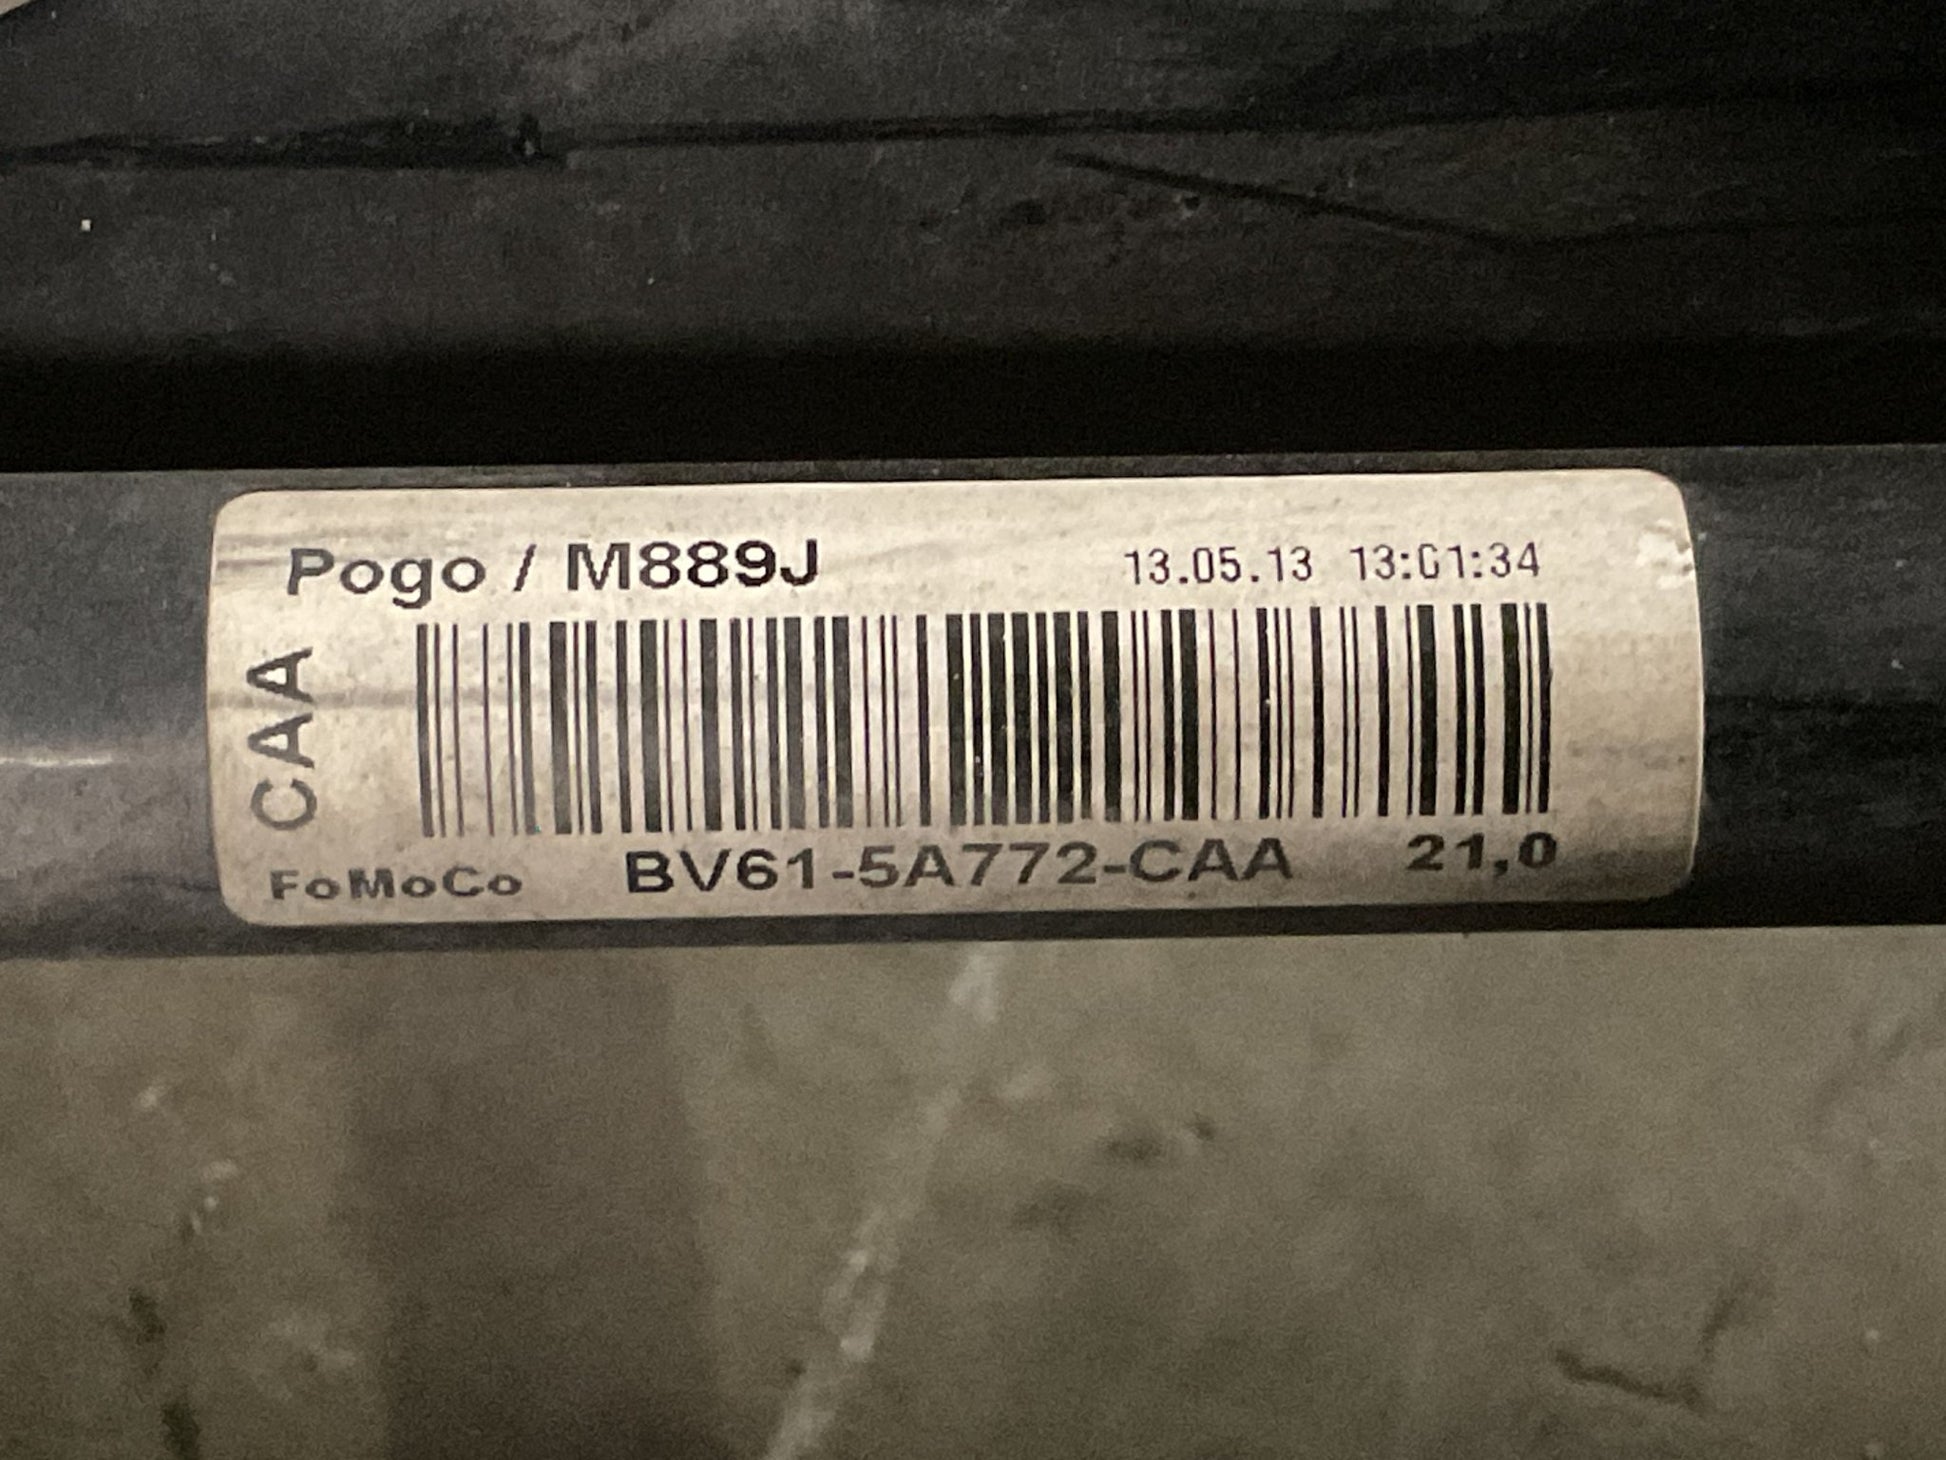 Pogo / M889J 13.05.13 13:01:34
CAA
FoMoCo BV61-5A772-CAA 21,0